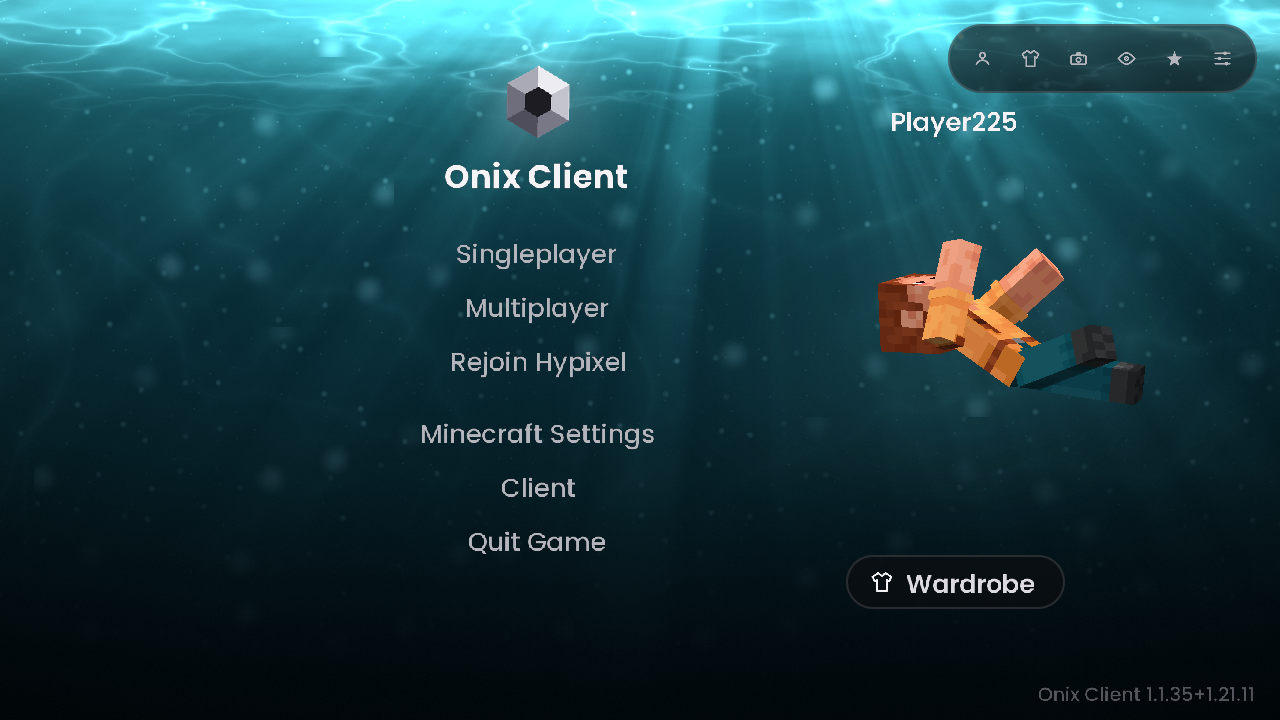 Player225
Onix Client
Singleplayer
Multiplayer
Rejoin Hypixel
Minecraft Settings
Client
Quit Game
Wardrobe
Onix Client 1.1.35+1.21.11